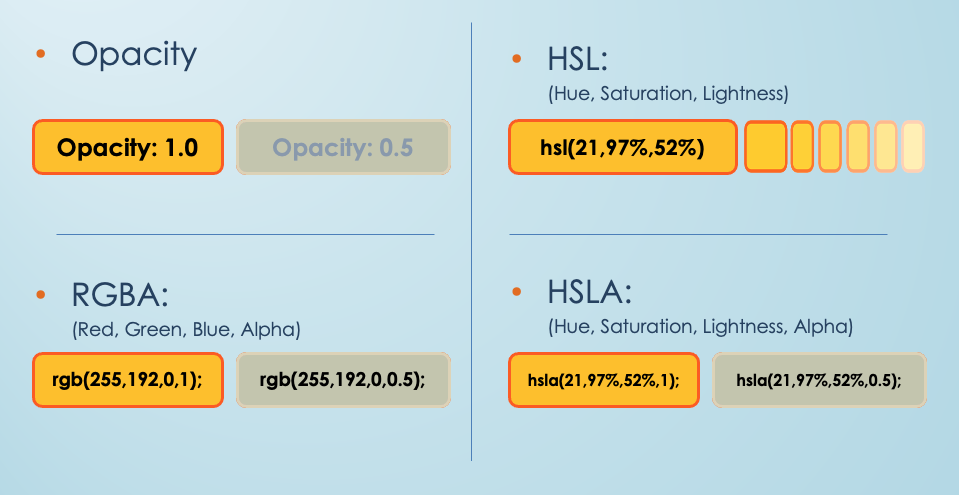 Opacity
Opacity: 1.0
Opacity: 0.5
RGBA:
(Red, Green, Blue, Alpha)
rgb(255,192,0,1);
rgb(255,192,0,0.5);
HSL:
(Hue, Saturation, Lightness)
hsl(21,97%,52%)
HSLA:
(Hue, Saturation, Lightness, Alpha)
hsla(21,97%,52%,1);
hsla(21,97%,52%,0.5);